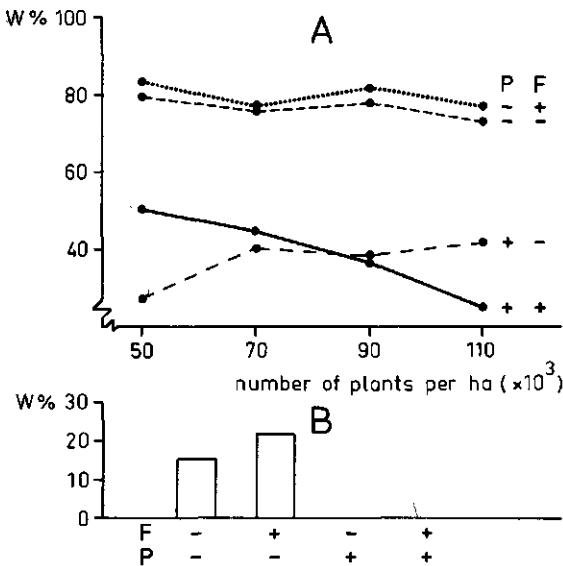 W% 100
A
P F
80
- +
- -
60
40
+ -
+ +
50 70 90 110
number of plants per ha (×10³)
W% 30
B
20
10
0
F - + - +
P - - + +